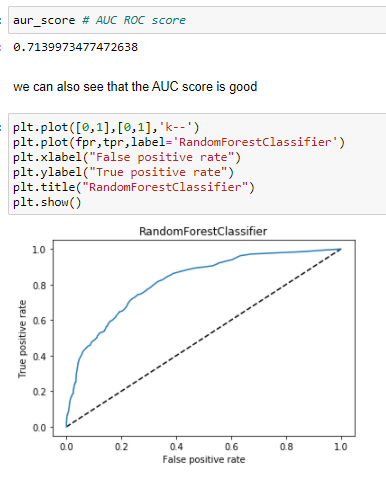 aur_score # AUC ROC score
0.7139973477472638
we can also see that the AUC score is good
plt.plot([0,1],[0,1],'k--')
plt.plot(fpr,tpr,label='RandomForestClassifier')
plt.xlabel("False positive rate")
plt.ylabel("True positive rate")
plt.title("RandomForestClassifier")
plt.show()
RandomForestClassifier
True positive rate
1.0
0.8
0.6
0.4
0.2
0.0
0.0 0.2 0.4 0.6 0.8 1.0
False positive rate